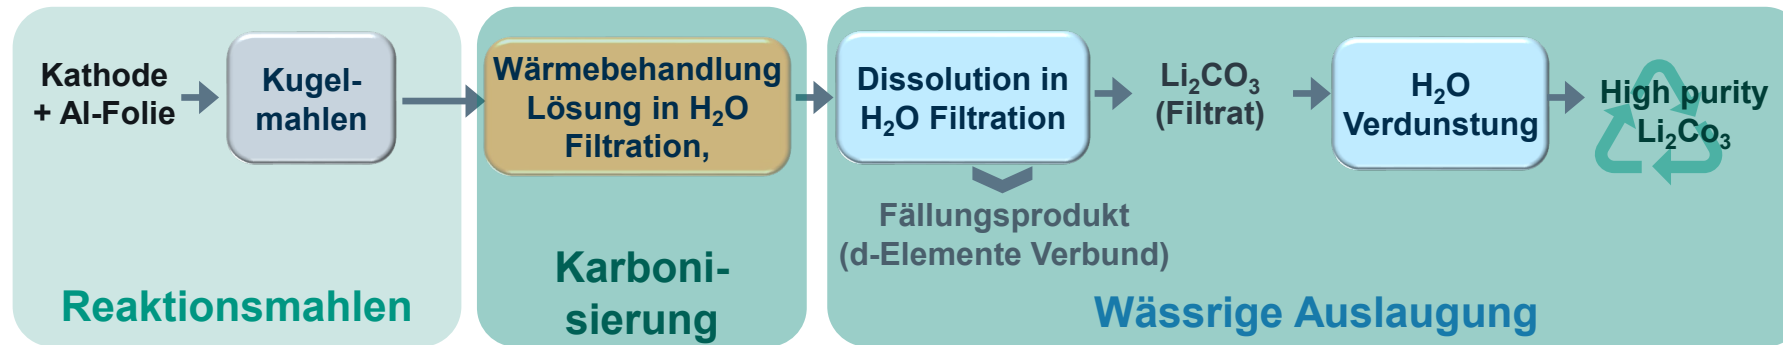 Kathode
+ Al-Folie
Kugel-
mahlen
Reaktionsmahlen
Wärmebehandlung
Lösung in H₂O
Filtration,
Karboni-
sierung
Dissolution in
H₂O Filtration
Fällungsprodukt
(d-Elemente Verbund)
Li₂CO₃
(Filtrat)
H₂O
Verdunstung
High purity
Li₂Co₃
Wässrige Auslaugung